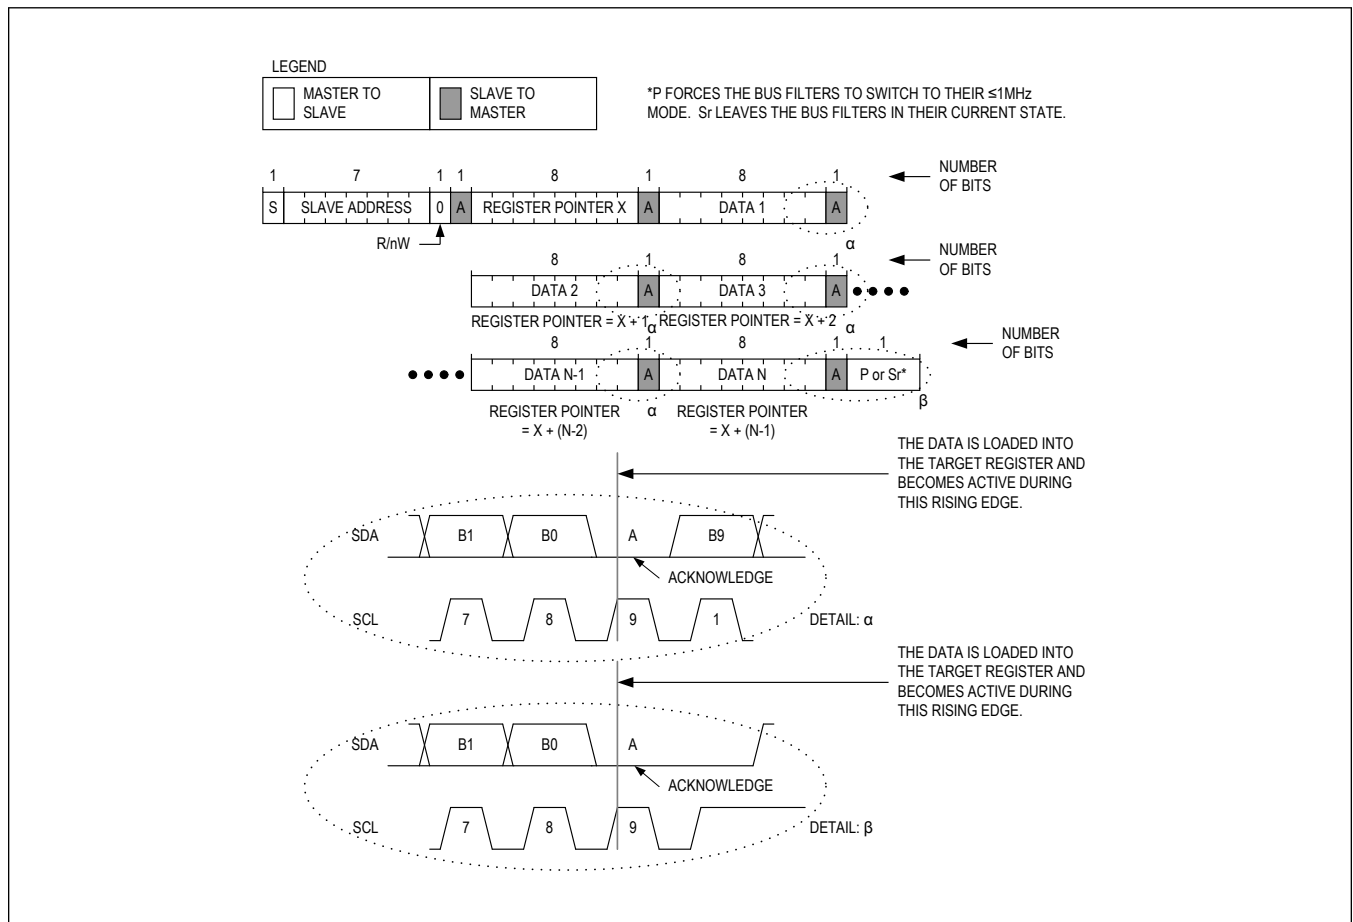 LEGEND
MASTER TO
SLAVE
SLAVE TO
MASTER
*P FORCES THE BUS FILTERS TO SWITCH TO THEIR ≤1MHz
MODE. Sr LEAVES THE BUS FILTERS IN THEIR CURRENT STATE.
1 7 1 1 8 1 8 1
NUMBER
OF BITS
S SLAVE ADDRESS 0 A REGISTER POINTER X A DATA 1 A
R/nW
α
8 1 8 1
NUMBER
OF BITS
DATA 2 A DATA 3 A
REGISTER POINTER = X + 1 α REGISTER POINTER = X + 2 α
8 1 8 1 1
NUMBER
OF BITS
DATA N-1 A DATA N A P or Sr*
α β
REGISTER POINTER
= X + (N-2)
REGISTER POINTER
= X + (N-1)
THE DATA IS LOADED INTO
THE TARGET REGISTER AND
BECOMES ACTIVE DURING
THIS RISING EDGE.
SDA B1 B0 A B9
ACKNOWLEDGE
SCL 7 8 9 1
DETAIL: α
THE DATA IS LOADED INTO
THE TARGET REGISTER AND
BECOMES ACTIVE DURING
THIS RISING EDGE.
SDA B1 B0 A
ACKNOWLEDGE
SCL 7 8 9
DETAIL: β